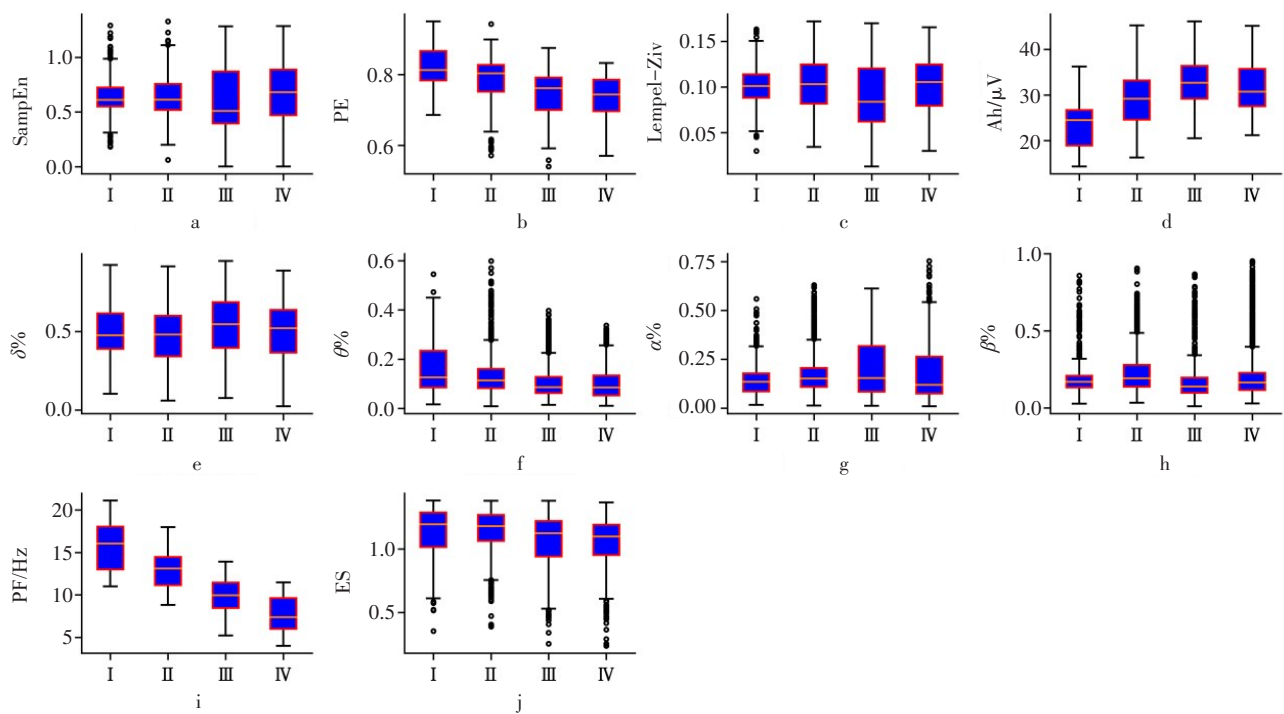 SampEn
1.0
0.5
0.0
Ⅰ Ⅱ Ⅲ Ⅳ
a
PE
0.8
0.6
Ⅰ Ⅱ Ⅲ Ⅳ
b
Lempel-Ziv
0.15
0.10
0.05
Ⅰ Ⅱ Ⅲ Ⅳ
c
Ah/μV
40
30
20
Ⅰ Ⅱ Ⅲ Ⅳ
d
δ%
0.5
0.0
Ⅰ Ⅱ Ⅲ Ⅳ
e
θ%
0.6
0.4
0.2
0.0
Ⅰ Ⅱ Ⅲ Ⅳ
f
α%
0.75
0.50
0.25
0.00
Ⅰ Ⅱ Ⅲ Ⅳ
g
β%
1.0
0.5
0.0
Ⅰ Ⅱ Ⅲ Ⅳ
h
PF/Hz
20
15
10
5
Ⅰ Ⅱ Ⅲ Ⅳ
i
ES
1.0
0.5
Ⅰ Ⅱ Ⅲ Ⅳ
j